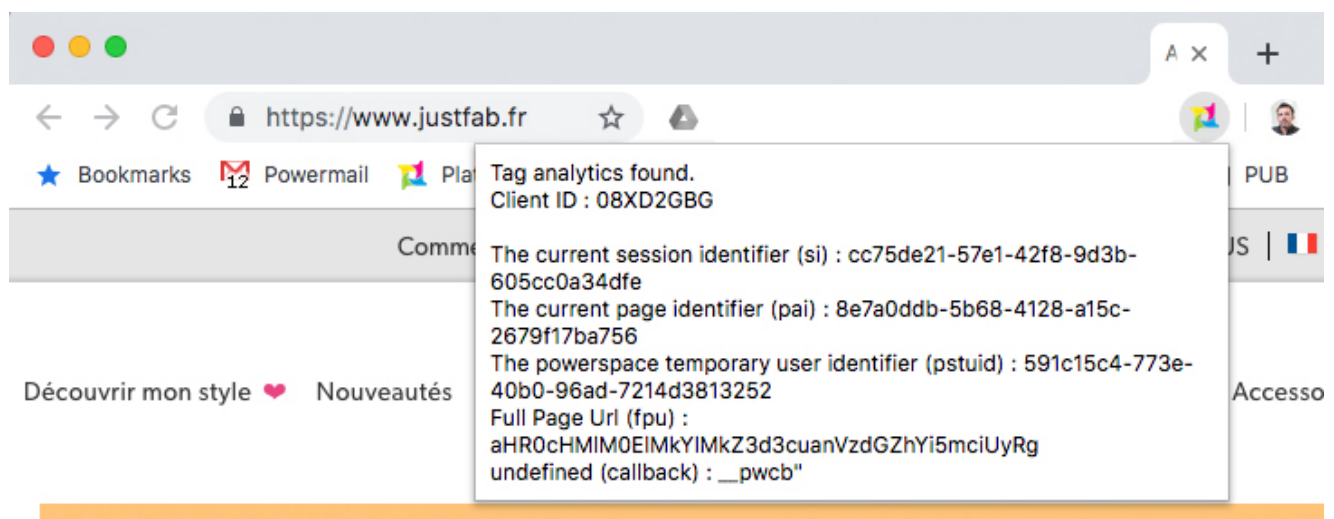 A
https://www.justfab.fr
Bookmarks 12 Powermail Pla PUB
Tag analytics found.
Client ID : 08XD2GBG
The current session identifier (si) : cc75de21-57e1-42f8-9d3b-
605cc0a34dfe
The current page identifier (pai) : 8e7a0ddb-5b68-4128-a15c-
2679f17ba756
The powerspace temporary user identifier (pstuid) : 591c15c4-773e-
40b0-96ad-7214d3813252
Full Page Url (fpu) :
aHR0cHMlM0ElMkYlMkZ3d3cuanVzdGZhYi5mciUyRg
undefined (callback) : __pwcb"
Comme US
Découvrir mon style Nouveautés Accesso